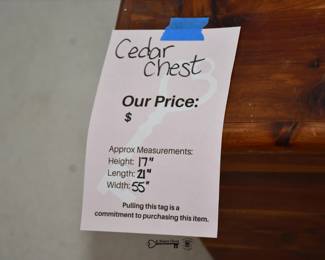 Cedar
Chest
Our Price:
$
Approx Measurements:
Height: 17"
Length: 21"
Width: 55"
Pulling this tag is a
commitment to purchasing this item.